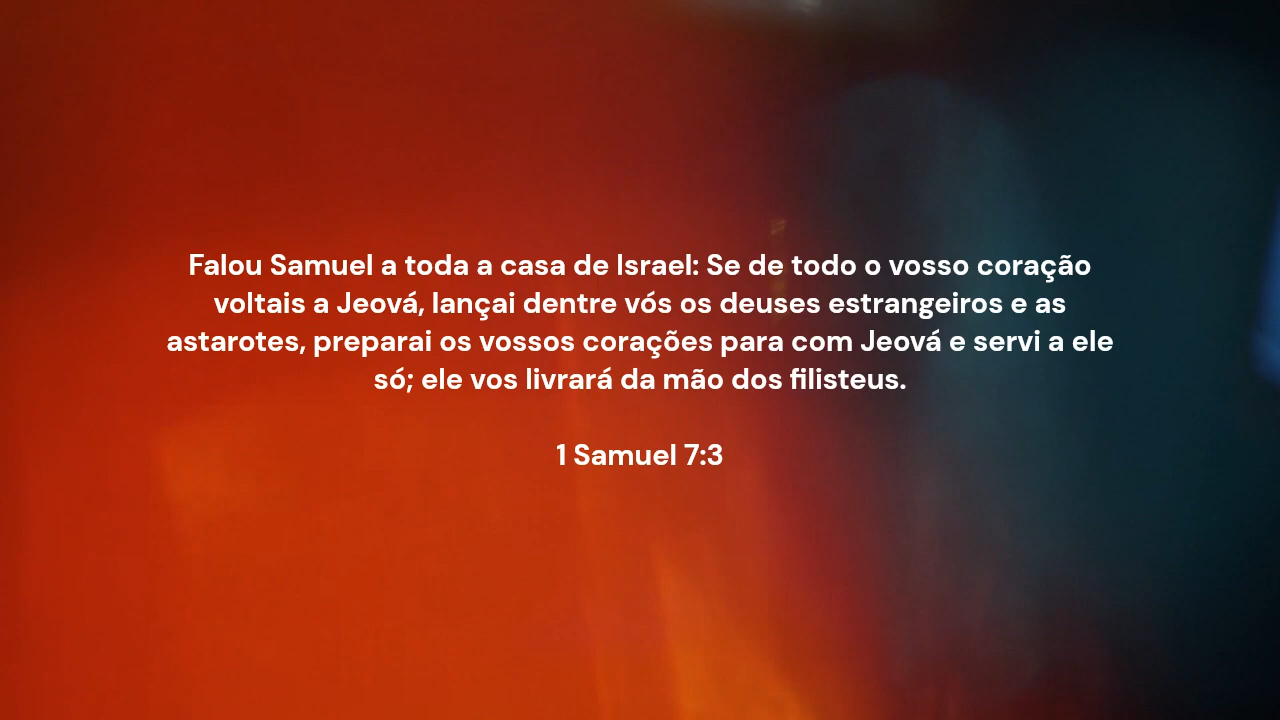 Falou Samuel a toda a casa de Israel: Se de todo o vosso coração
voltais a Jeová, lançai dentre vós os deuses estrangeiros e as
astarotes, preparai os vossos corações para com Jeová e servi a ele
só; ele vos livrará da mão dos filisteus.
1 Samuel 7:3